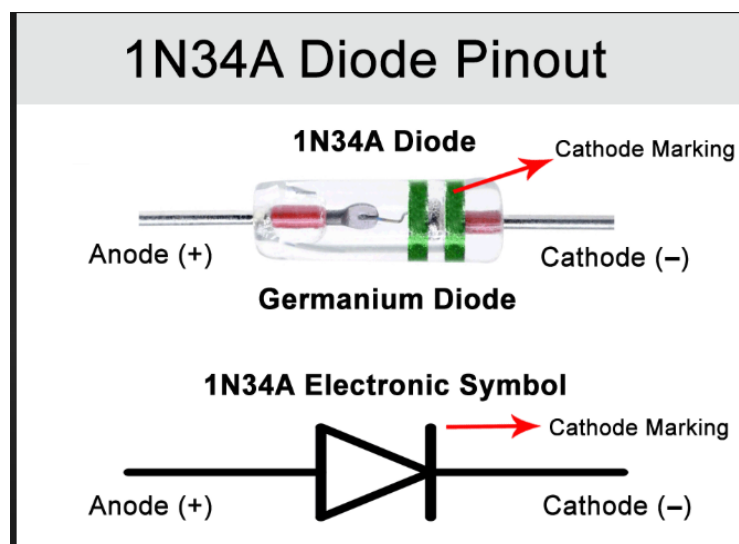 1N34A Diode Pinout
1N34A Diode
Cathode Marking
Anode (+)
Cathode (–)
Germanium Diode
1N34A Electronic Symbol
Cathode Marking
Anode (+)
Cathode (–)